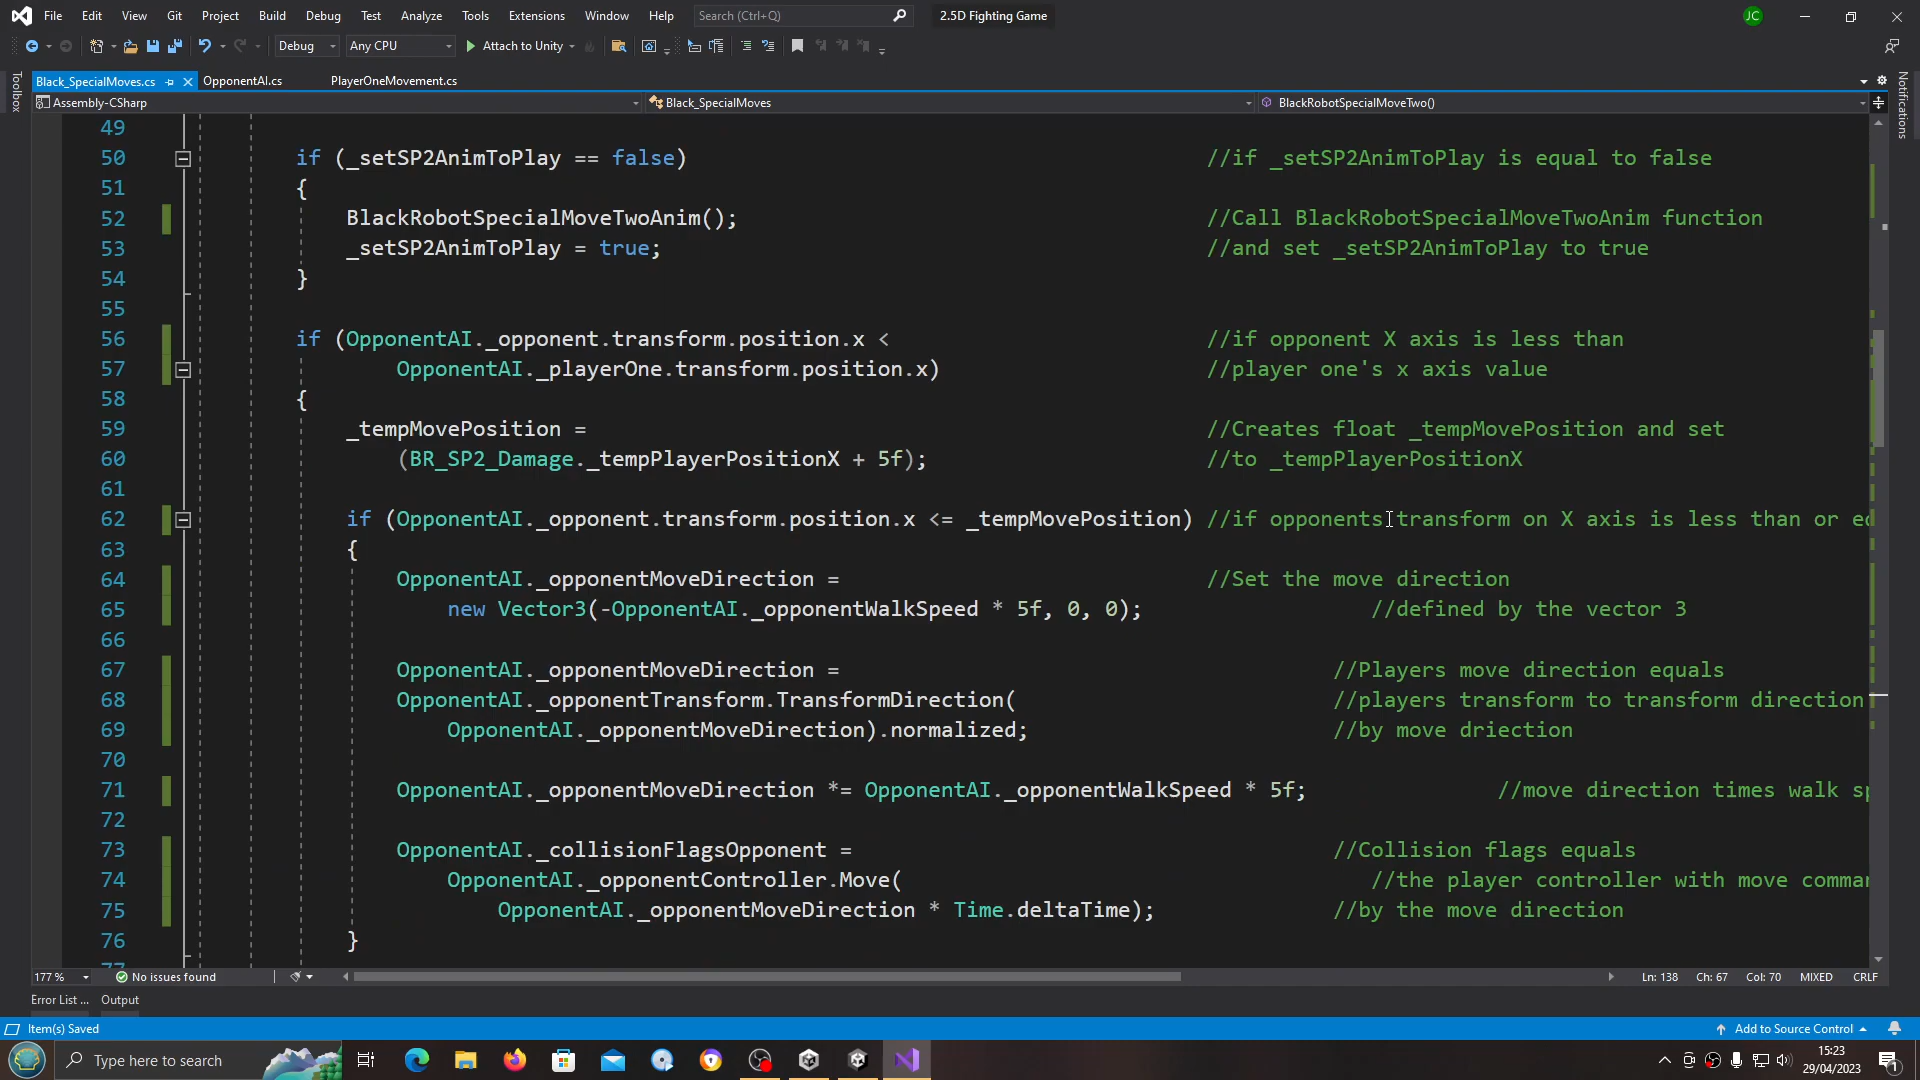 File Edit View Git Project Build Debug Test Analyze Tools Extensions Window Help Search (Ctrl+Q) 2.5D Fighting Game JC
Debug Any CPU Attach to Unity
Toolbox Black_SpecialMoves.cs OpponentAI.cs PlayerOneMovement.cs Notifications
Assembly-CSharp Black_SpecialMoves BlackRobotSpecialMoveTwo()
49
50 if (_setSP2AnimToPlay == false) //if _setSP2AnimToPlay is equal to false
51 {
52 BlackRobotSpecialMoveTwoAnim(); //Call BlackRobotSpecialMoveTwoAnim function
53 _setSP2AnimToPlay = true; //and set _setSP2AnimToPlay to true
54 }
55
56 if (OpponentAI._opponent.transform.position.x < //if opponent X axis is less than
57 OpponentAI._playerOne.transform.position.x) //player one's x axis value
58 {
59 _tempMovePosition = //Creates float _tempMovePosition and set
60 (BR_SP2_Damage._tempPlayerPositionX + 5f); //to _tempPlayerPositionX
61
62 if (OpponentAI._opponent.transform.position.x <= _tempMovePosition) //if opponents transform on X axis is less than or
63 {
64 OpponentAI._opponentMoveDirection = //Set the move direction
65 new Vector3(-OpponentAI._opponentWalkSpeed * 5f, 0, 0); //defined by the vector 3
66
67 OpponentAI._opponentMoveDirection = //Players move direction equals
68 OpponentAI._opponentTransform.TransformDirection( //players transform to transform direction
69 OpponentAI._opponentMoveDirection).normalized; //by move driection
70
71 OpponentAI._opponentMoveDirection *= OpponentAI._opponentWalkSpeed * 5f; //move direction times walk
72
73 OpponentAI._collisionFlagsOpponent = //Collision flags equals
74 OpponentAI._opponentController.Move( //the player controller with move
75 OpponentAI._opponentMoveDirection * Time.deltaTime); //by the move direction
76 }
177 % No issues found Ln: 138 Ch: 67 Col: 70 MIXED CRLF
Error List ... Output
Item(s) Saved Add to Source Control
Type here to search 15:23
29/04/2023 1